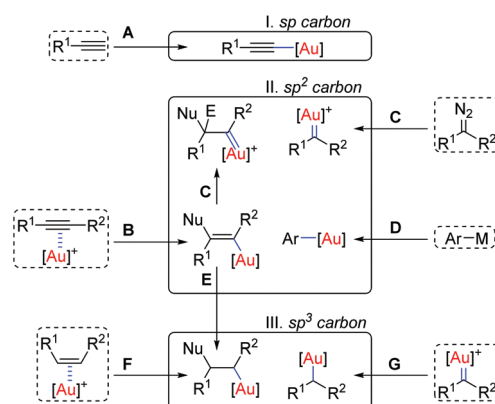 A
R¹
R¹ [Au]
I. sp carbon
II. sp² carbon
Nu E R²
R¹ [Au]⁺
[Au]⁺
R¹ R²
C
N₂
R¹ R²
C
R¹ R²
[Au]⁺
B
Nu R²
R¹ [Au]
Ar [Au]
D
Ar–M
E
III. sp³ carbon
R¹ R²
[Au]⁺
F
Nu R²
R¹ [Au]
[Au]
R¹ R²
G
[Au]⁺
R¹ R²